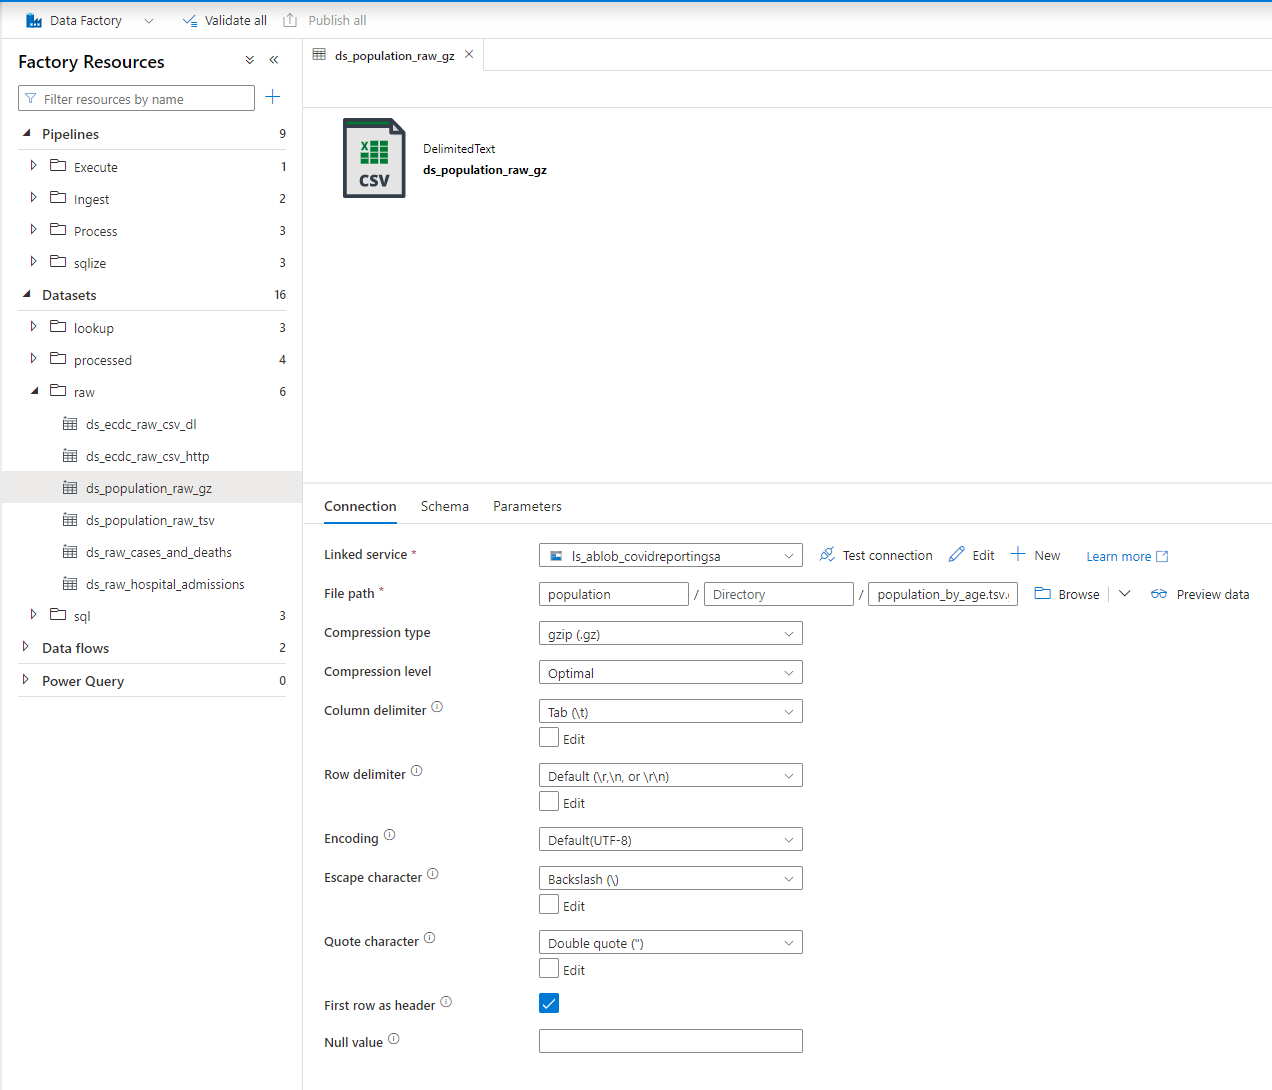 Data Factory
Validate all
Publish all
Factory Resources
Filter resources by name
Pipelines 9
Execute 1
Ingest 2
Process 3
sqlize 3
Datasets 16
lookup 3
processed 4
raw 6
ds_ecdc_raw_csv_dl
ds_ecdc_raw_csv_http
ds_population_raw_gz
ds_population_raw_tsv
ds_raw_cases_and_deaths
ds_raw_hospital_admissions
sql 3
Data flows 2
Power Query 0
ds_population_raw_gz
CSV
DelimitedText
ds_population_raw_gz
Connection Schema Parameters
Linked service * ls_ablob_covidreportingsa Test connection Edit New Learn more
File path * population / Directory / population_by_age.tsv. Browse Preview data
Compression type gzip (.gz)
Compression level Optimal
Column delimiter Tab (\t)
Edit
Row delimiter Default (\r,\n, or \r\n)
Edit
Encoding Default(UTF-8)
Escape character Backslash (\)
Edit
Quote character Double quote (")
Edit
First row as header
Null value